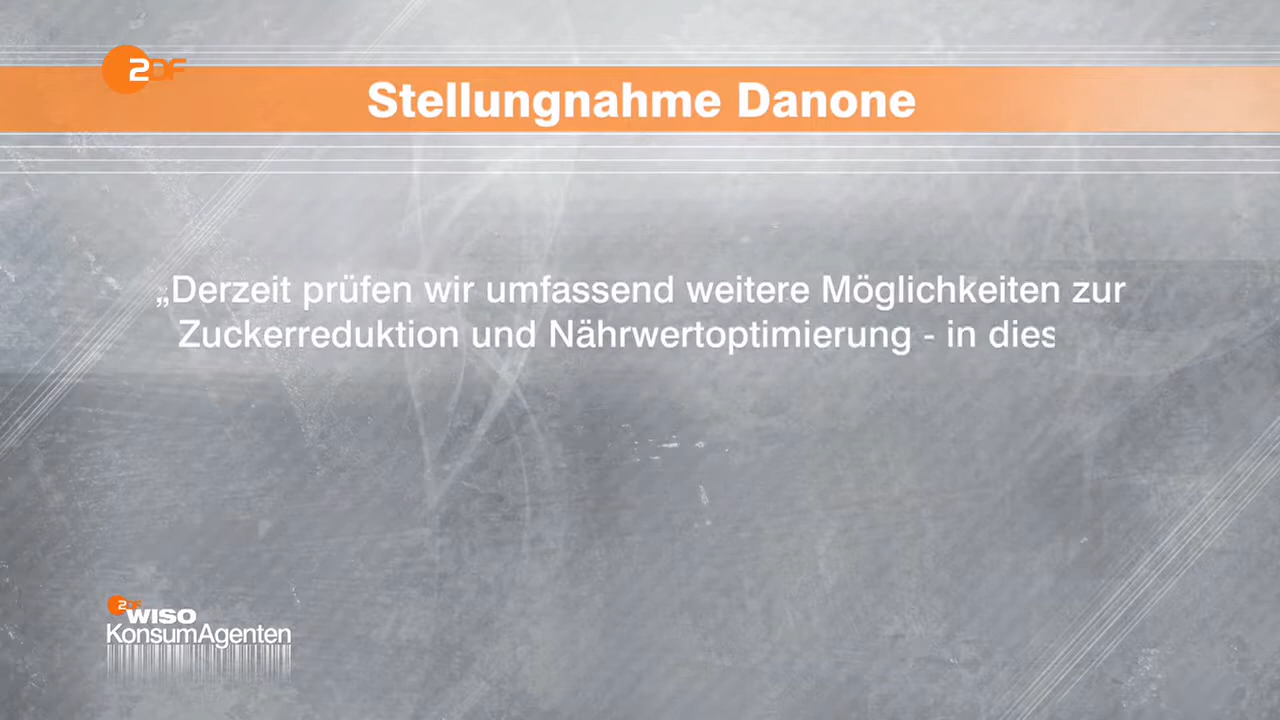 ZDF
Stellungnahme Danone
„Derzeit prüfen wir umfassend weitere Möglichkeiten zur
Zuckerreduktion und Nährwertoptimierung - in dies
ZDF
WISO
KonsumAgenten